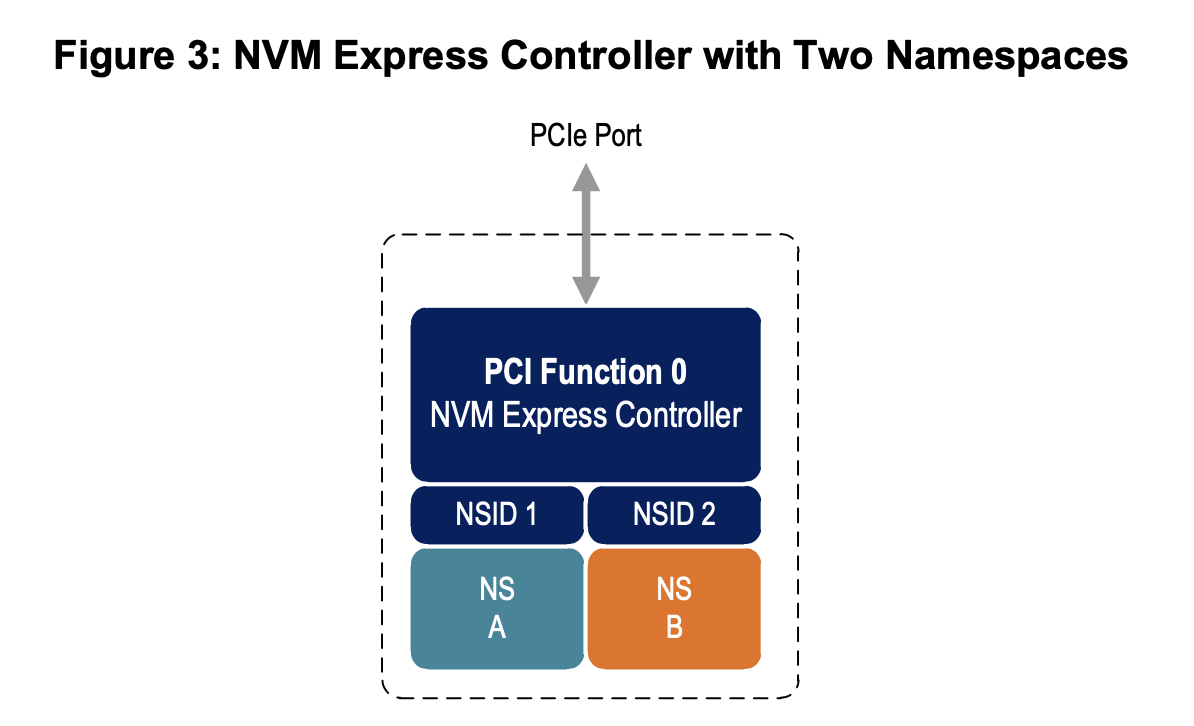 Figure 3: NVM Express Controller with Two Namespaces
PCIe Port
PCI Function 0
NVM Express Controller
NSID 1
NSID 2
NS
A
NS
B